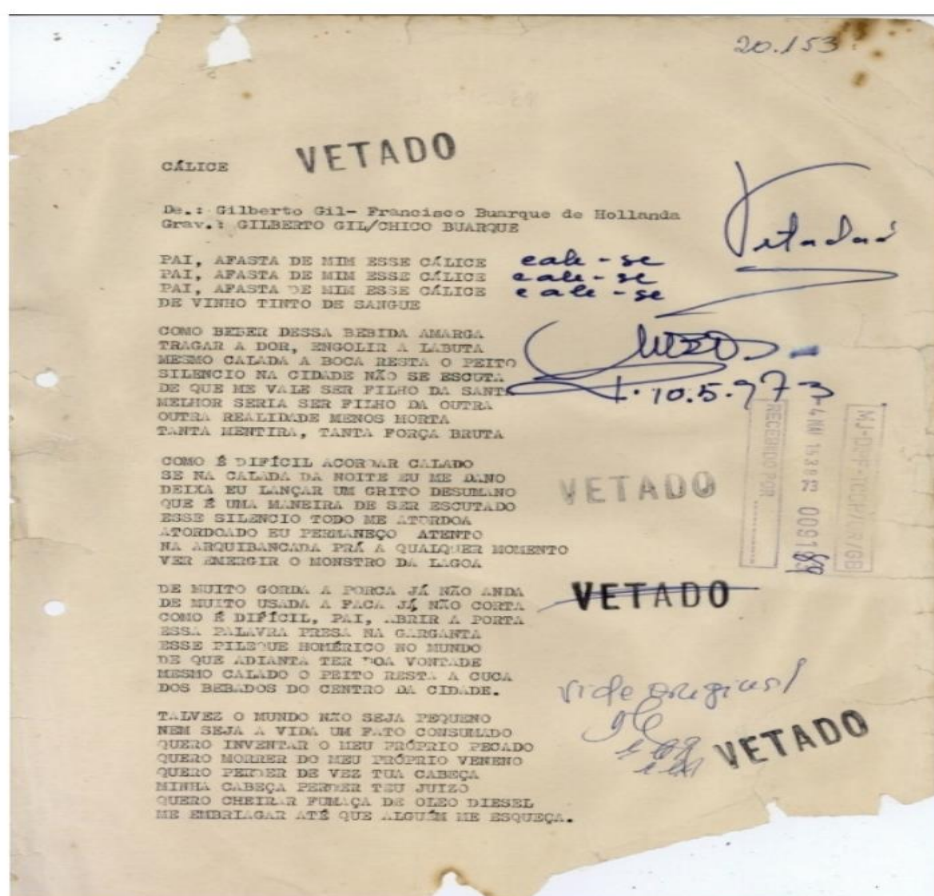 20.153
VETADO
CÁLICE
De.: Gilberto Gil- Francisco Buarque de Hollanda
Grav.: GILBERTO GIL/CHICO BUARQUE
Vetada
PAI, AFASTA DE MIM ESSE CÁLICE cale-se
PAI, AFASTA DE MIM ESSE CÁLICE cale-se
PAI, AFASTA DE MIM ESSE CÁLICE cale-se
DE VINHO TINTO DE SANGUE
COMO BEBER DESSA BEBIDA AMARGA
TRAGAR A DOR, ENGOLIR A LABUTA
MESMO CALADA A BOCA RESTA O PEITO
SILENCIO NA CIDADE NÃO SE ESCUTA
DE QUE ME VALE SER FILHO DA SANTA
10.5.973
MELHOR SERIA SER FILHO DA OUTRA
OUTRA REALIDADE MENOS MORTA
TANTA MENTIRA, TANTA FORÇA BRUTA
RECEBIDO POR
73 0091
COMO É DIFÍCIL ACORDAR CALADO
SE NA CALADA DA NOITE EU ME DANO
DEIXA EU LANÇAR UM GRITO DESUMANO
VETADO
QUE É UMA MANEIRA DE SER ESCUTADO
ESSE SILENCIO TODO ME ATORDOA
ATORDOADO EU PERMANEÇO ATENTO
NA ARQUIBANCADA PRÁ A QUALQUER MOMENTO
VER EMERGIR O MONSTRO DA LAGOA
DE MUITO GORDA A PORCA JÁ NÃO ANDA
VETADO
DE MUITO USADA A FACA JÁ NÃO CORTA
COMO É DIFÍCIL, PAI, ABRIR A PORTA
ESSA PALAVRA PRESA NA GARGANTA
ESSE PILEQUE HOMÉRICO NO MUNDO
DE QUE ADIANTA TER BOA VONTADE
MESMO CALADO O PEITO RESTA A CUCA
DOS BEBADOS DO CENTRO DA CIDADE.
vide original
VETADO
TALVEZ O MUNDO NÃO SEJA PEQUENO
NEM SEJA A VIDA UM FATO CONSUMADO
QUERO INVENTAR O MEU PRÓPRIO PECADO
QUERO MORRER DO MEU PRÓPRIO VENENO
QUERO PERDER DE VEZ TUA CABEÇA
MINHA CABEÇA PERDER TEU JUIZO
QUERO CHEIRAR FUMAÇA DE OLEO DIESEL
ME EMBRIAGAR ATÉ QUE ALGUÉM ME ESQUEÇA.